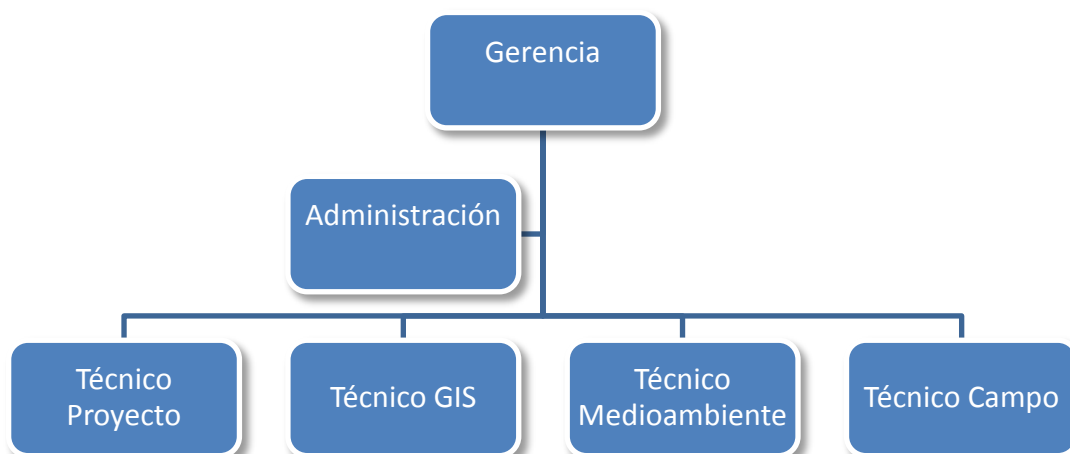 Gerencia
Administración
Técnico
Proyecto
Técnico GIS
Técnico
Medioambiente
Técnico Campo